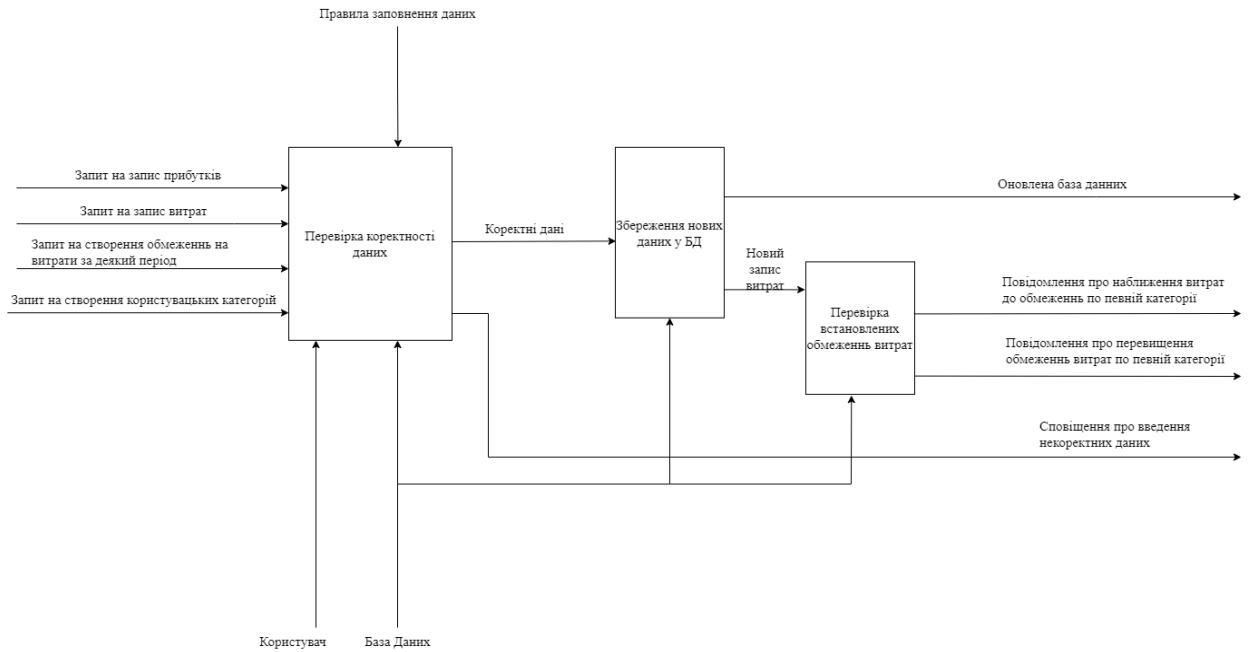 Правила заповнення даних
Запит на запис прибутків
Запит на запис витрат
Запит на створення обмеженнь на
витрати за деякий період
Запит на створення користувацьких категорій
Перевірка коректності
даних
Коректні дані
Збереження нових
даних у БД
Оновлена база данних
Новий
запис
витрат
Перевірка
встановлених
обмеженнь витрат
Повідомлення про наближення витрат
до обмеженнь по певній категорії
Повідомлення про перевищення
обмеженнь витрат по певній категорії
Сповіщення про введення
некоректних даних
Користувач
База Даних